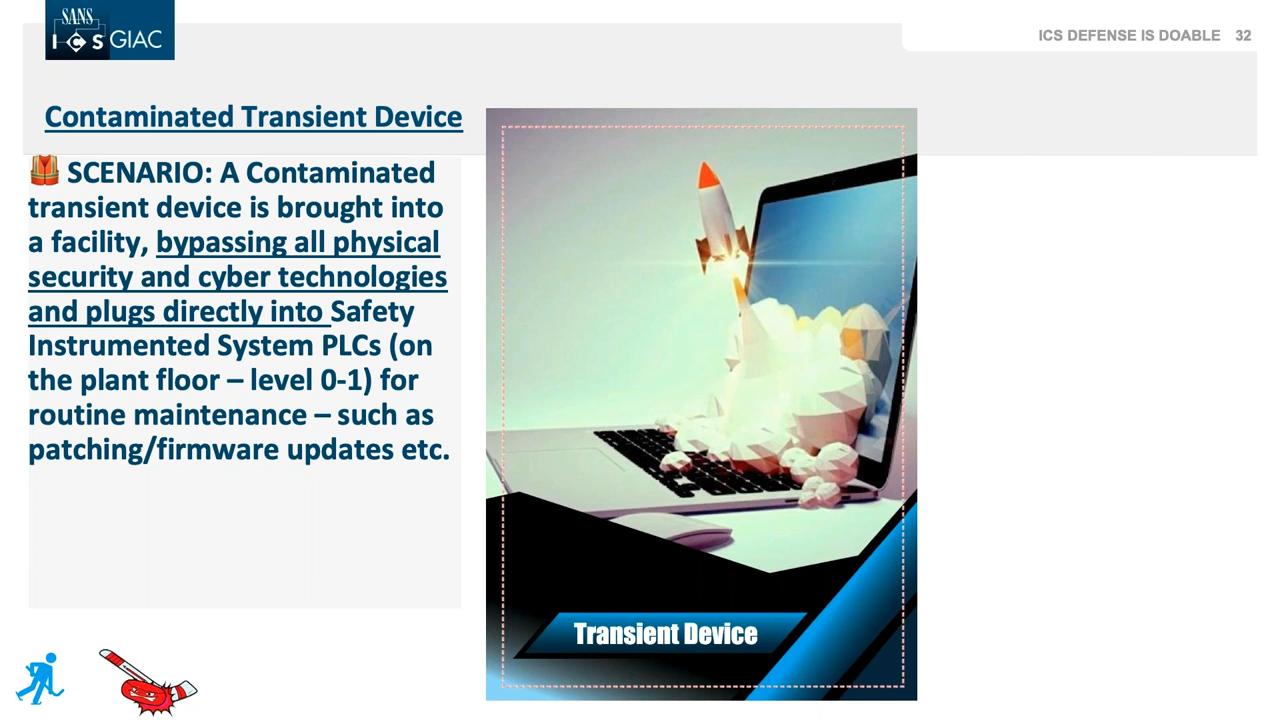 SANS
ICS GIAC
ICS DEFENSE IS DOABLE 32
Contaminated Transient Device
SCENARIO: A Contaminated
transient device is brought into
a facility, bypassing all physical
security and cyber technologies
and plugs directly into Safety
Instrumented System PLCs (on
the plant floor – level 0-1) for
routine maintenance – such as
patching/firmware updates etc.
Transient Device